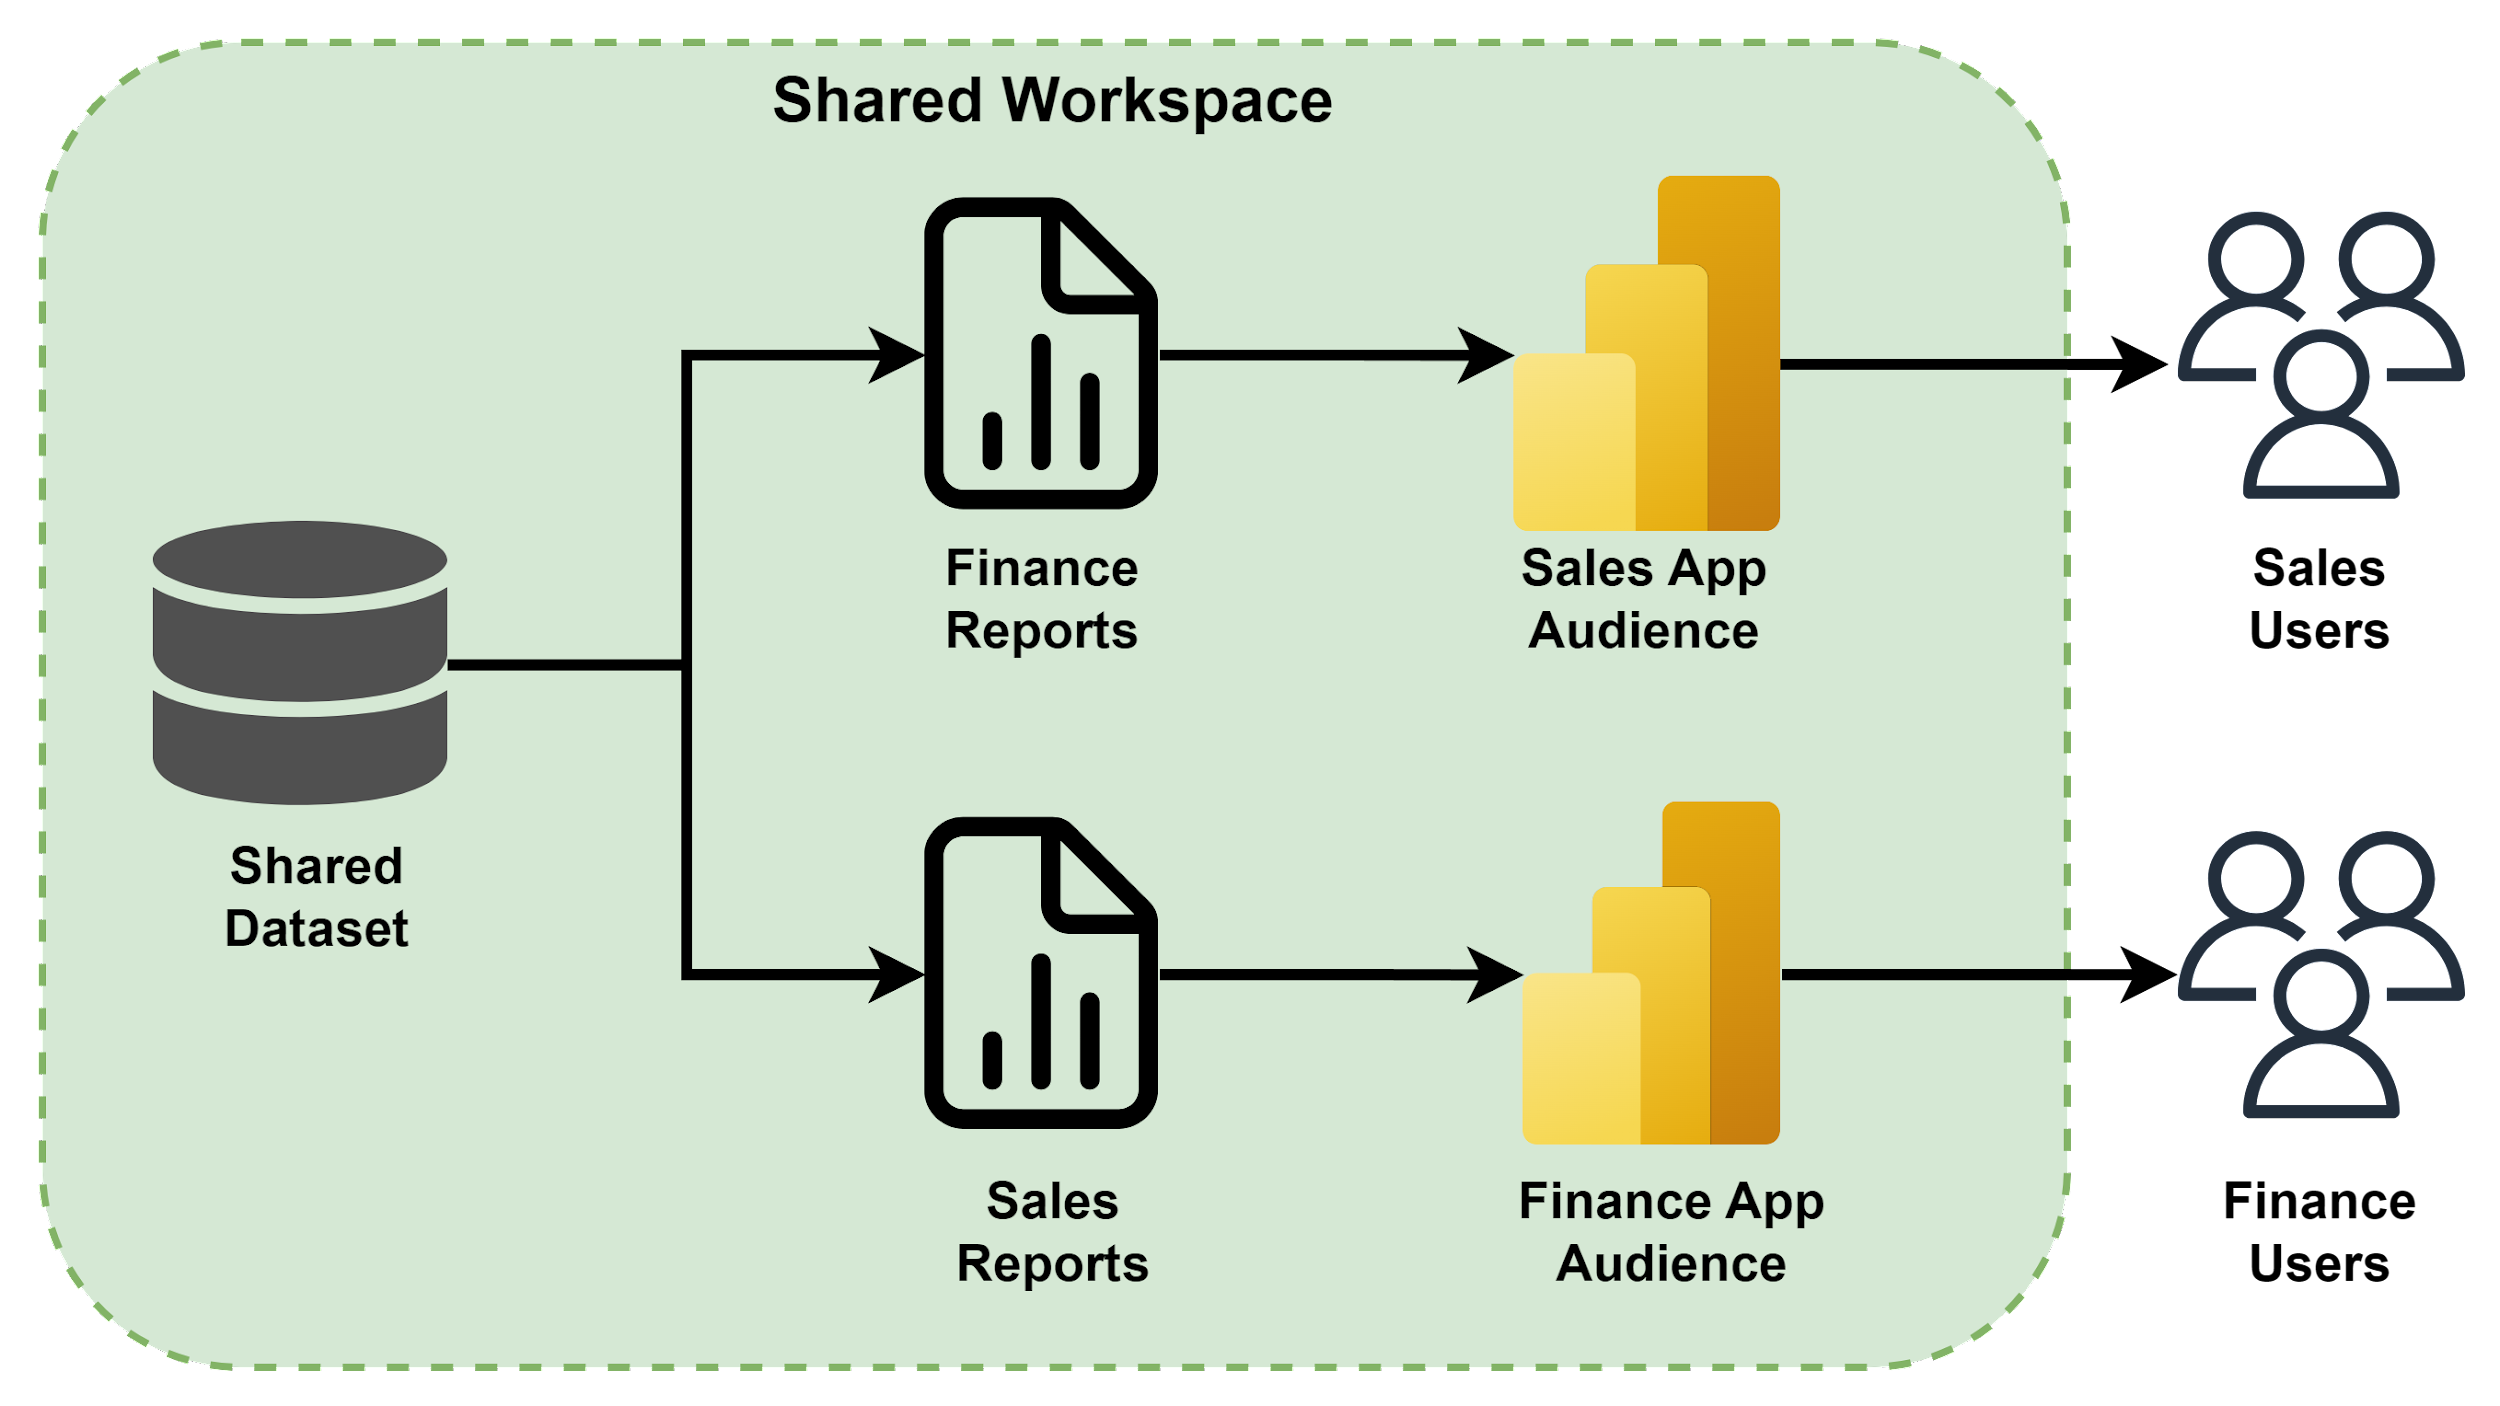 Shared Workspace
Finance
Reports
Sales App
Audience
Sales
Users
Shared
Dataset
Sales
Reports
Finance App
Audience
Finance
Users